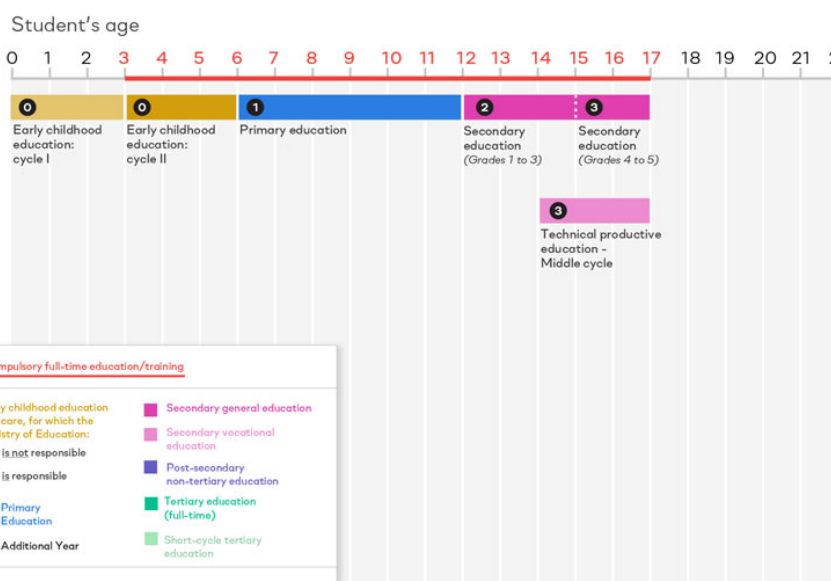 Student's age
0 1 2 3 4 5 6 7 8 9 10 11 12 13 14 15 16 17 18 19 20 21
0 0 1 2 3
Early childhood education: cycle I
Early childhood education: cycle II
Primary education
Secondary education (Grades 1 to 3)
Secondary education (Grades 4 to 5)
3
Technical productive
education -
Middle cycle
mpulsory full-time education/training
y childhood education
care, for which the
istry of Education:
is not responsible
is responsible
Primary
Education
Additional Year
Secondary general education
Secondary vocational
education
Post-secondary
non-tertiary education
Tertiary education
(full-time)
Short-cycle tertiary
education